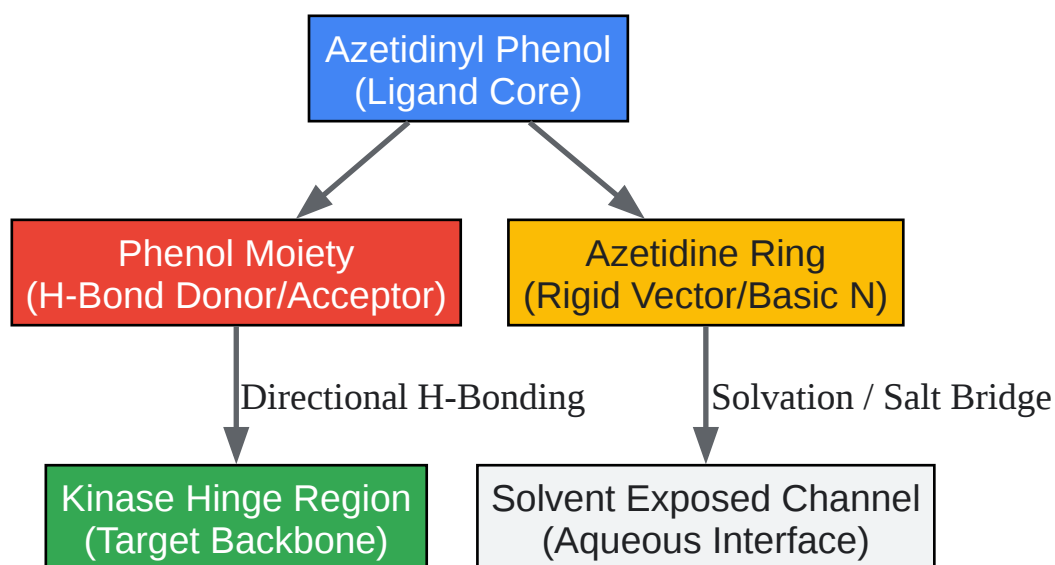 Azetidinyl Phenol
(Ligand Core)
Phenol Moiety
(H-Bond Donor/Acceptor)
Azetidine Ring
(Rigid Vector/Basic N)
Directional H-Bonding
Solvation / Salt Bridge
Kinase Hinge Region
(Target Backbone)
Solvent Exposed Channel
(Aqueous Interface)